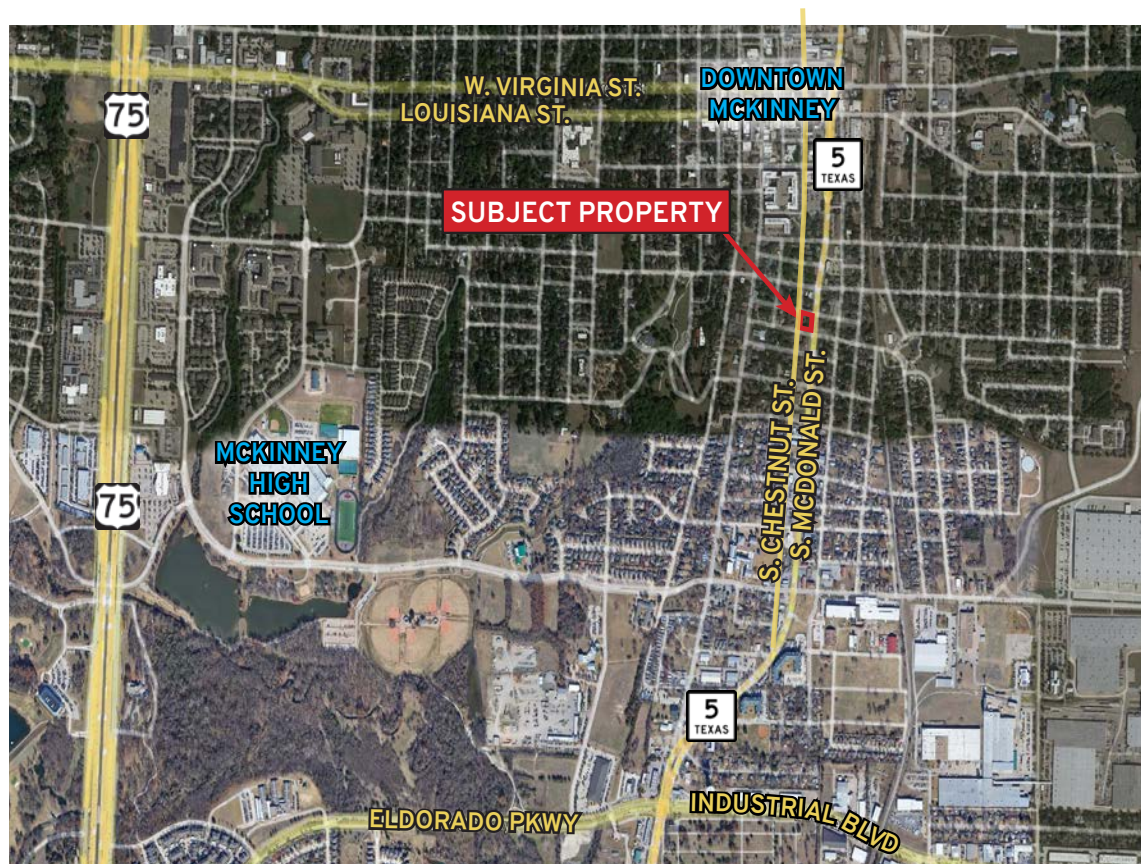 W. VIRGINIA ST.
LOUISIANA ST.
DOWNTOWN
MCKINNEY
75
5
TEXAS
SUBJECT PROPERTY
S. CHESTNUT ST.
S. MCDONALD ST.
MCKINNEY
HIGH
SCHOOL
75
5
TEXAS
ELDORADO PKWY
INDUSTRIAL BLVD